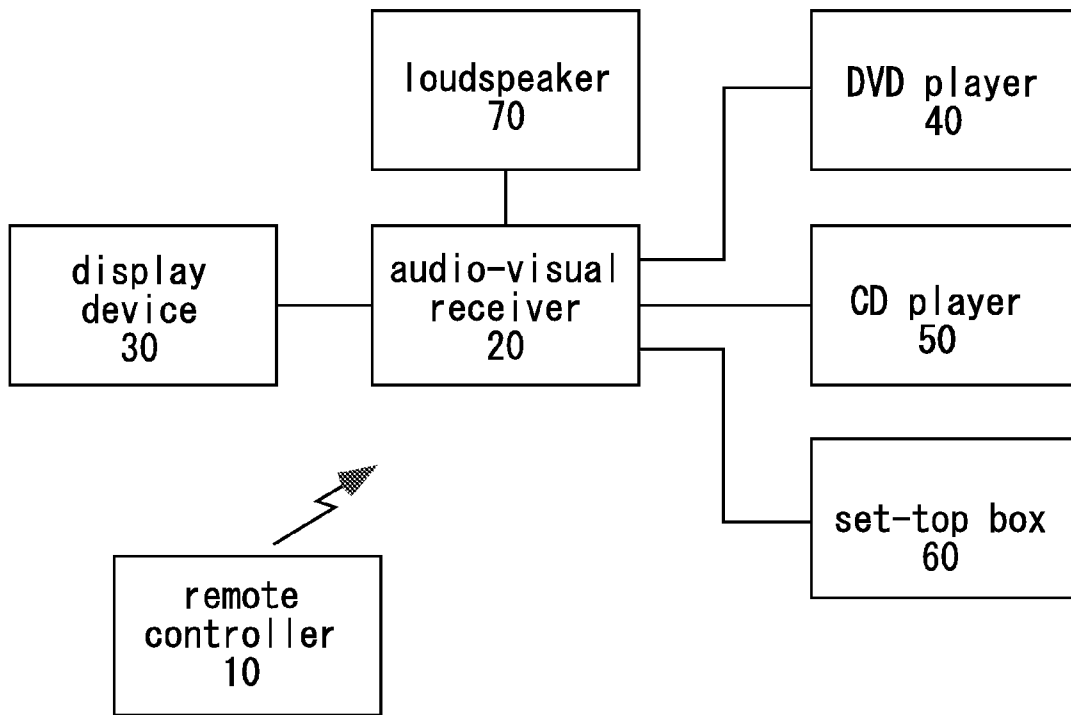 loudspeaker
70
DVD player
40
display
device
30
audio-visual
receiver
20
CD player
50
set-top box
60
remote
controller
10